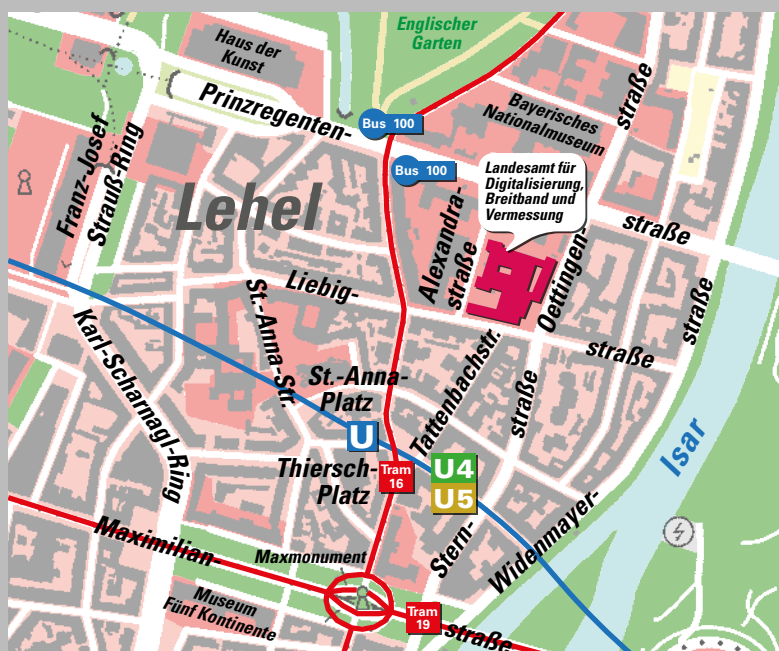 Haus der
Kunst
Englischer
Garten
Prinzregenten-
Bus 100
Bayerisches
Nationalmuseum
straße
Bus 100
Landesamt für
Digitalisierung,
Breitband und
Vermessung
Franz-Josef
Strauß-Ring
Lehel
Alexandra-
straße
straße
Oettingen-
Liebig-
St.-Anna-Str.
straße
straße
Karl-Scharnagl-Ring
St.-Anna-
Platz
Tattenbachstr.
straße
Isar
U
Thiersch-
Platz
Tram
16
U4
U5
Maximilian-
Maxmonument
Stern-
Widenmayer-
Museum
Fünf Kontinente
Tram
19
straße